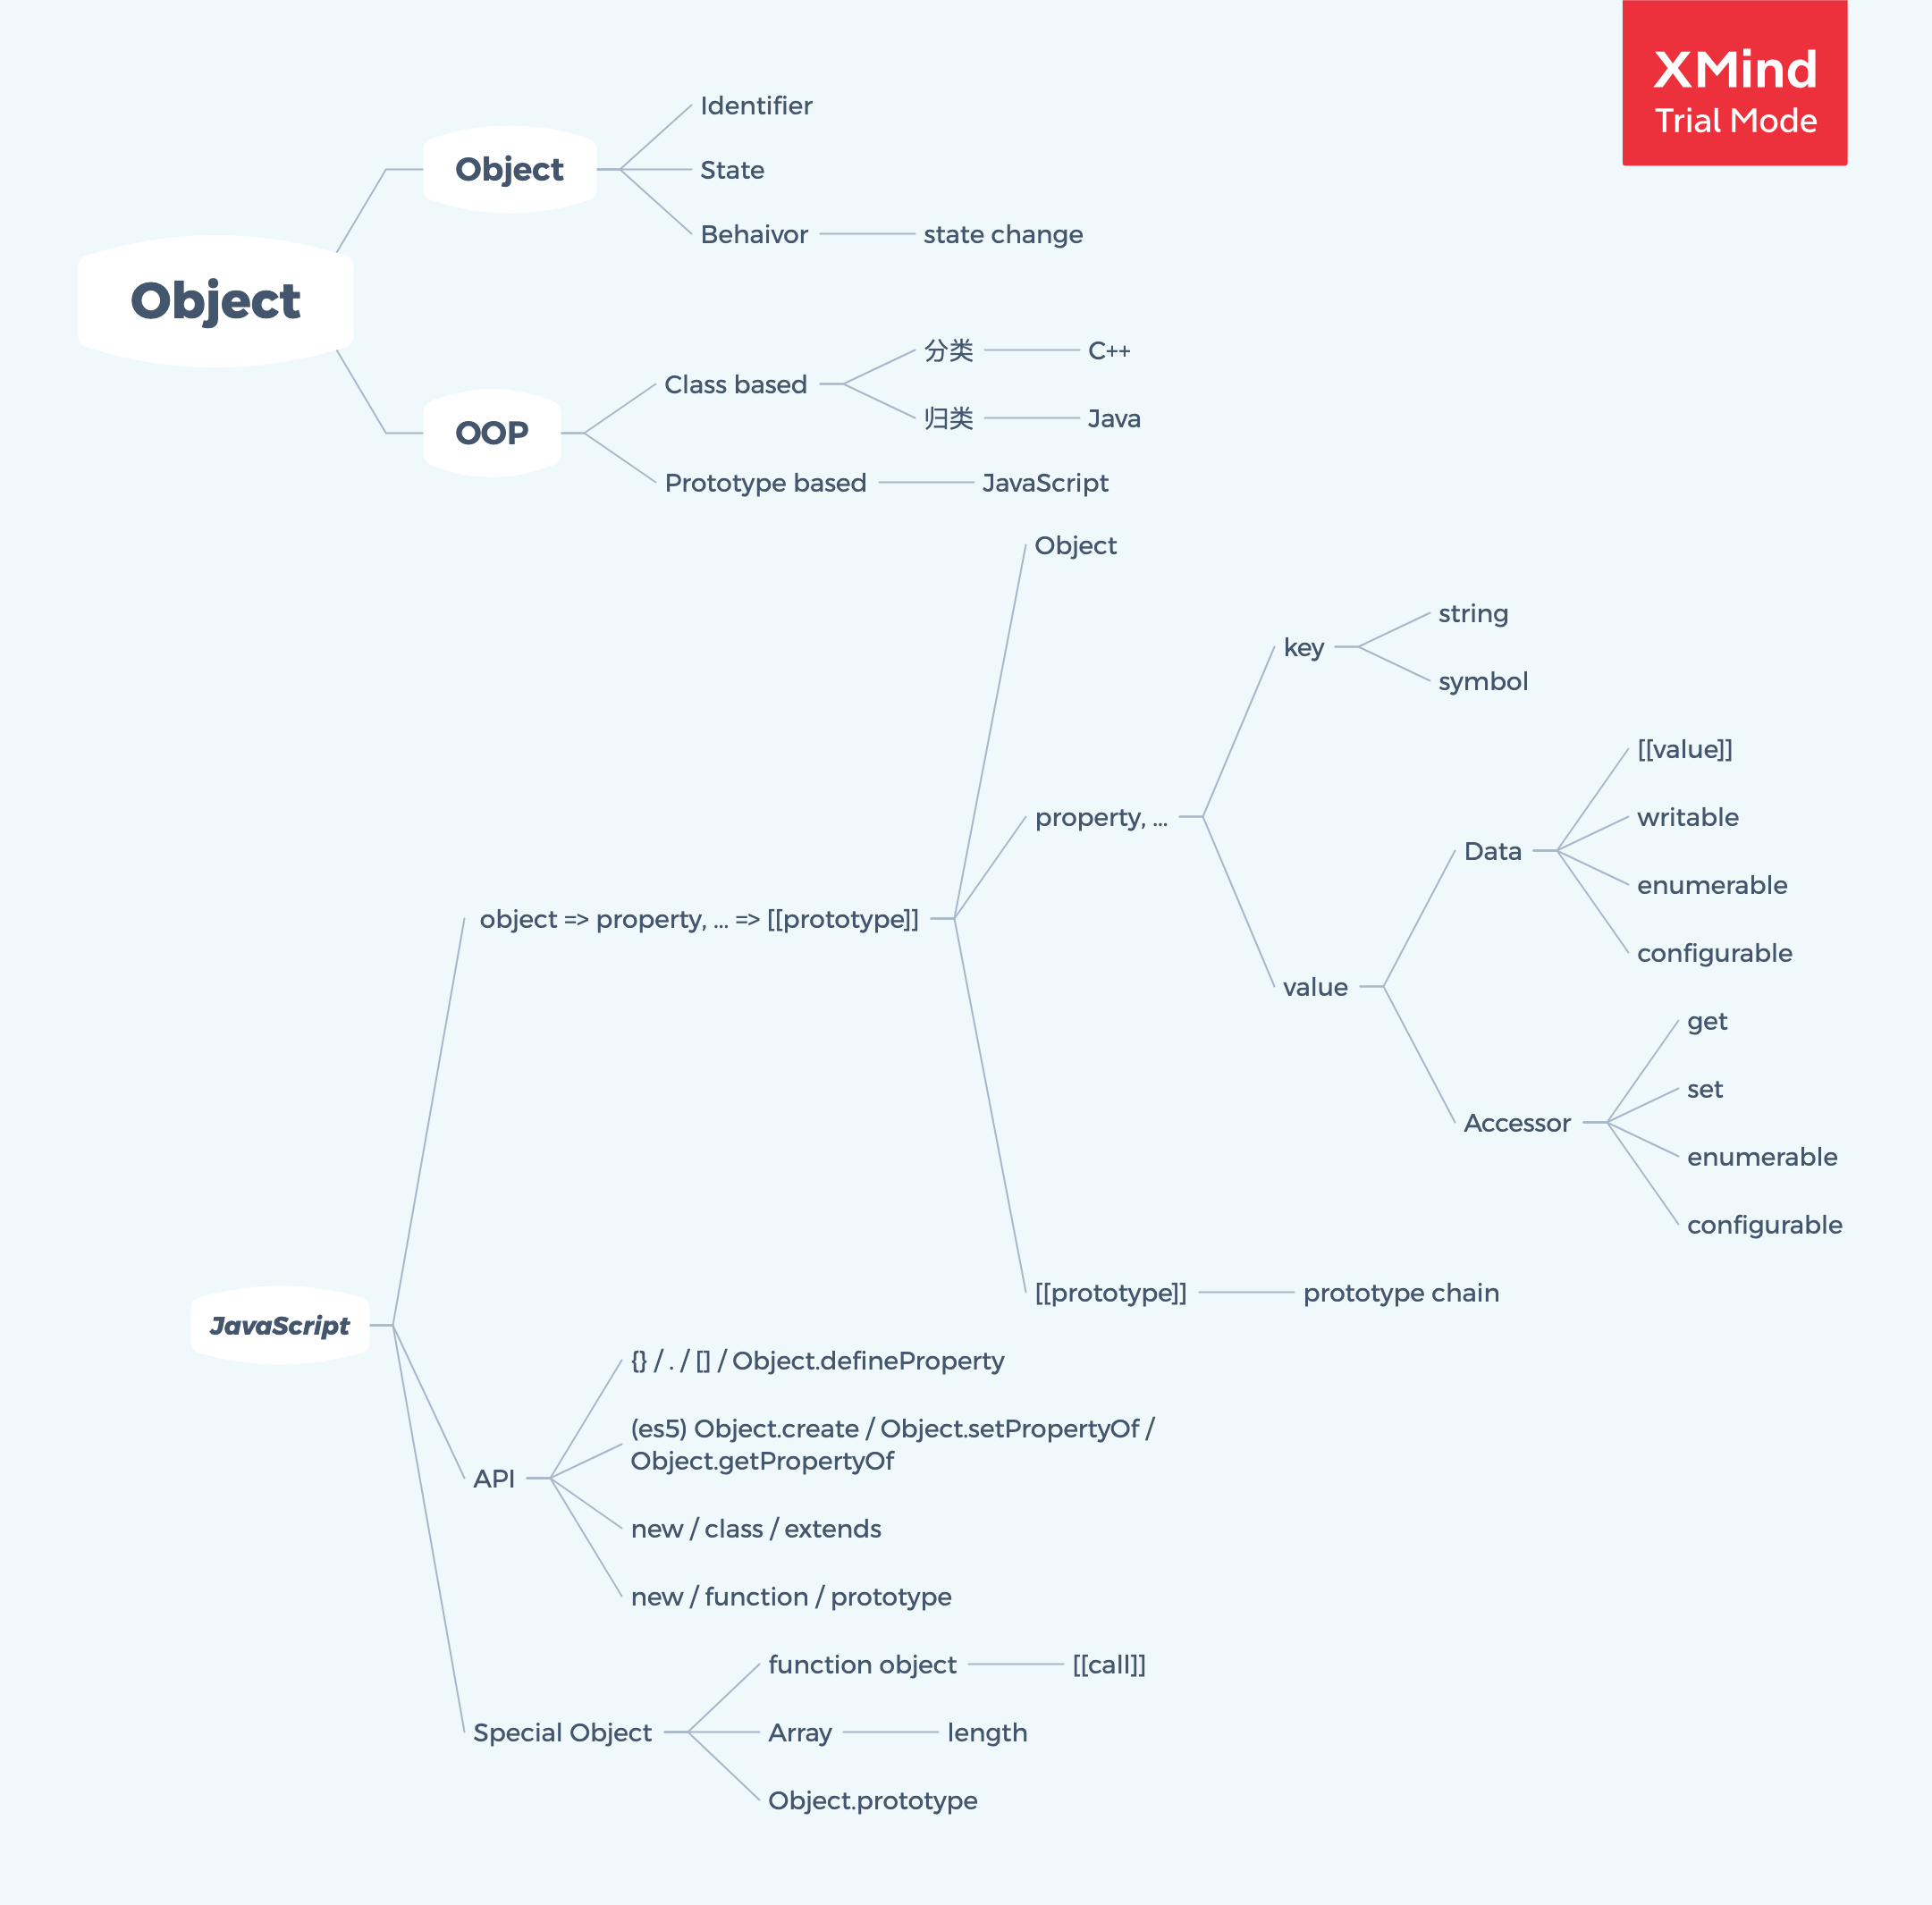 XMind
Trial Mode
Object
Object
Identifier
State
Behaivor
state change
OOP
Class based
分类
C++
归类
Java
Prototype based
JavaScript
JavaScript
object => property, ... => [[prototype]]
Object
property, ...
key
string
symbol
value
Data
[[value]]
writable
enumerable
configurable
Accessor
get
set
enumerable
configurable
[[prototype]]
prototype chain
API
{} / . / [] / Object.defineProperty
(es5) Object.create / Object.setPropertyOf /
Object.getPropertyOf
new / class / extends
new / function / prototype
Special Object
function object
[[call]]
Array
length
Object.prototype